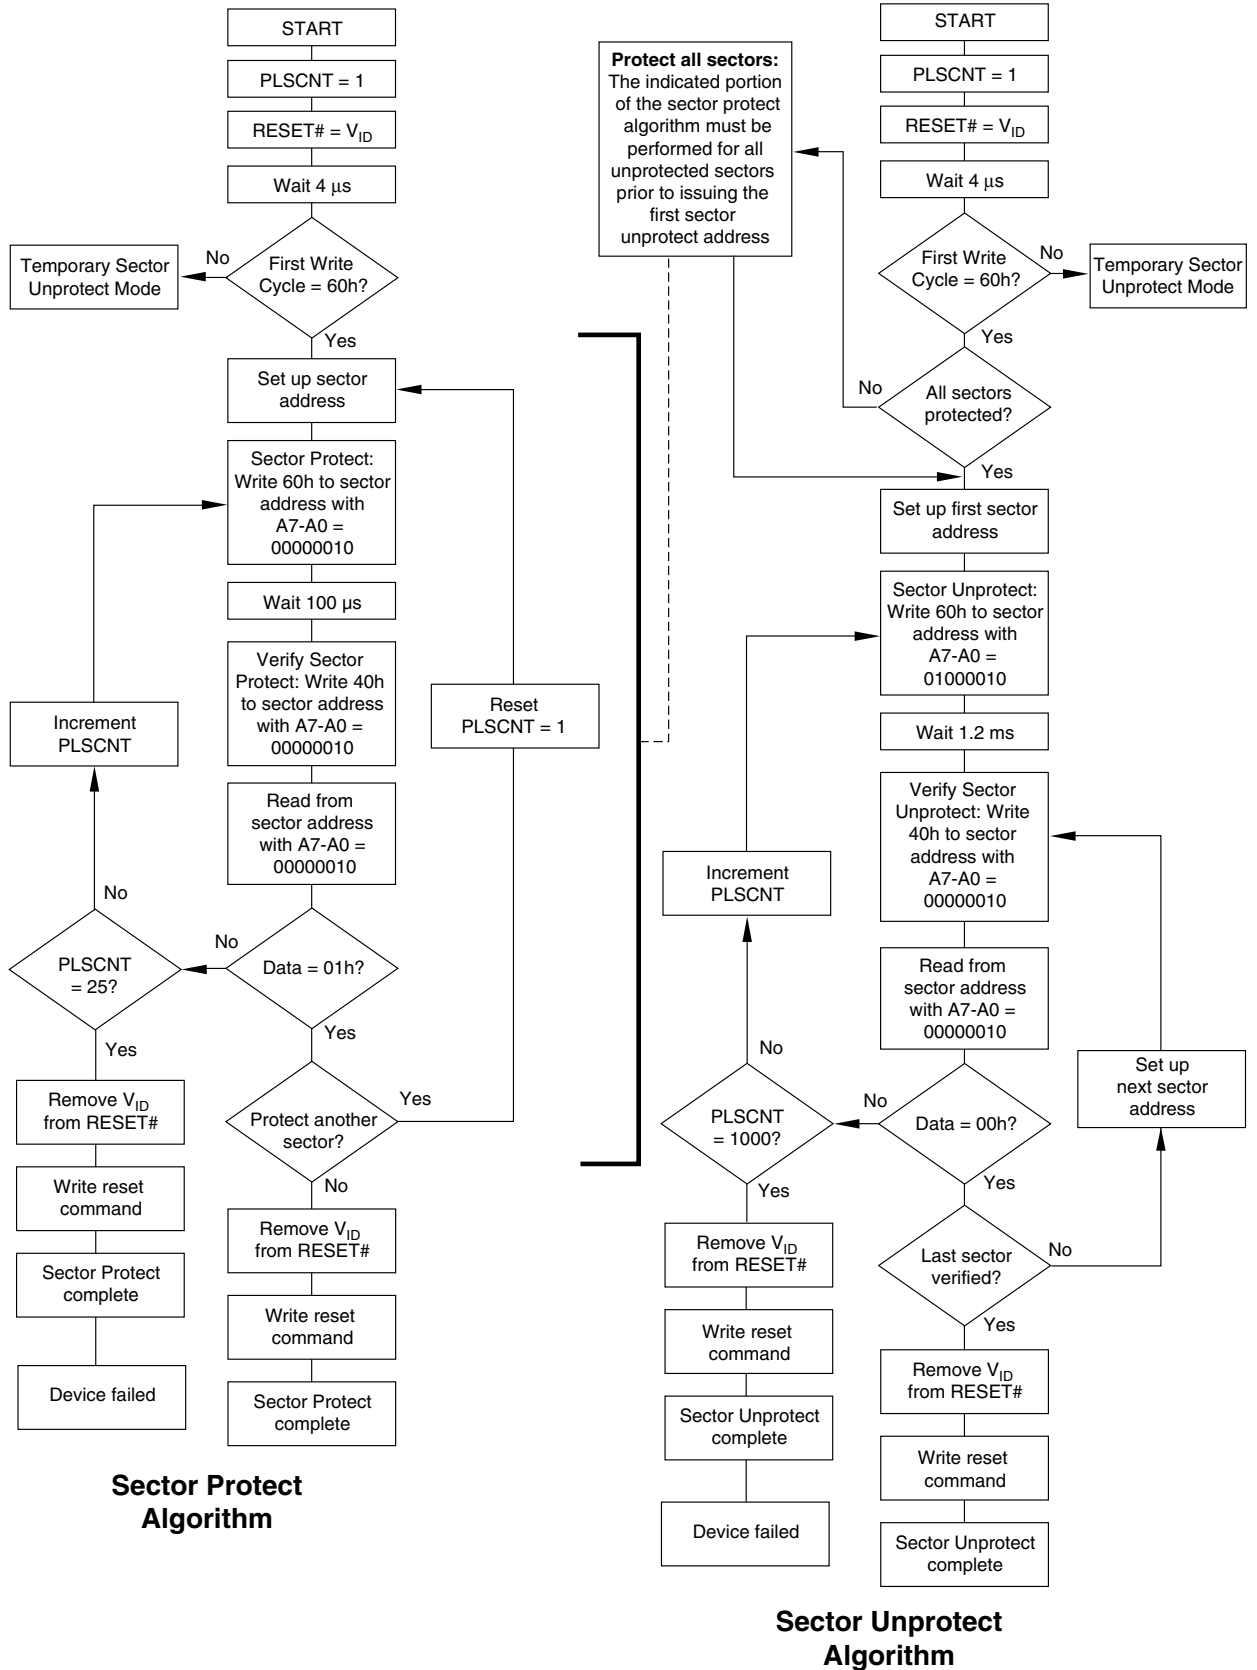 START
PLSCNT = 1
RESET# = VID
Wait 4 μs
First Write
Cycle = 60h?
No
Temporary Sector
Unprotect Mode
Yes
Set up sector
address
Sector Protect:
Write 60h to sector
address with
A7-A0 =
00000010
Wait 100 µs
Verify Sector
Protect: Write 40h
to sector address
with A7-A0 =
00000010
Reset
PLSCNT = 1
Increment
PLSCNT
Read from
sector address
with A7-A0 =
00000010
No
No
PLSCNT
= 25?
Data = 01h?
Yes
Yes
Remove VID
from RESET#
Protect another
sector?
Yes
Write reset
command
No
Remove VID
from RESET#
Sector Protect
complete
Write reset
command
Device failed
Sector Protect
complete
Sector Protect
Algorithm
Protect all sectors:
The indicated portion
of the sector protect
algorithm must be
performed for all
unprotected sectors
prior to issuing the
first sector
unprotect address
START
PLSCNT = 1
RESET# = VID
Wait 4 μs
First Write
Cycle = 60h?
No
Temporary Sector
Unprotect Mode
Yes
No
All sectors
protected?
Yes
Set up first sector
address
Sector Unprotect:
Write 60h to sector
address with
A7-A0 =
01000010
Wait 1.2 ms
Verify Sector
Unprotect: Write
40h to sector
address with
A7-A0 =
00000010
Increment
PLSCNT
Read from
sector address
with A7-A0 =
00000010
No
Set up
next sector
address
No
PLSCNT
= 1000?
Data = 00h?
Yes
Yes
Remove VID
from RESET#
Last sector
verified?
No
Write reset
command
Yes
Remove VID
from RESET#
Sector Unprotect
complete
Write reset
command
Device failed
Sector Unprotect
complete
Sector Unprotect
Algorithm